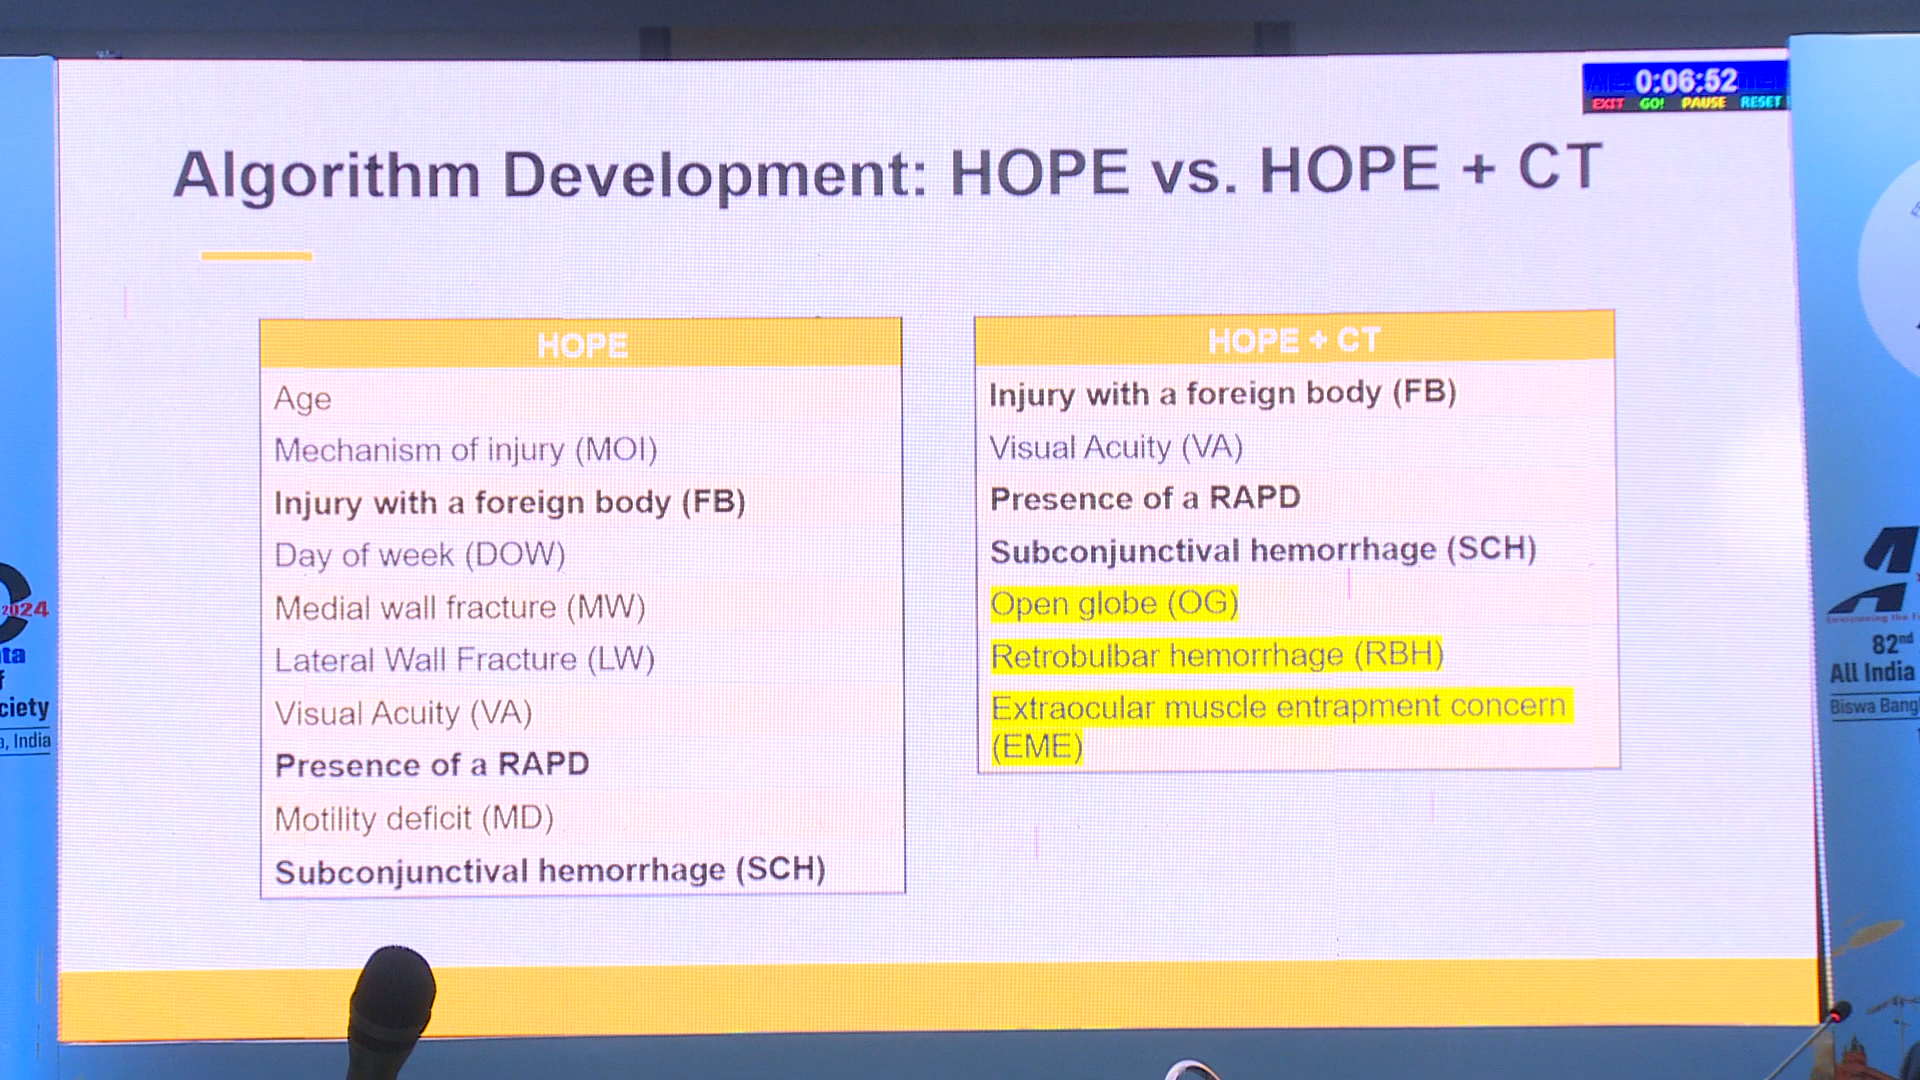 0:06:52
EXIT GO! PAUSE RESET
Algorithm Development: HOPE vs. HOPE + CT
HOPE
Age
Mechanism of injury (MOI)
Injury with a foreign body (FB)
Day of week (DOW)
Medial wall fracture (MW)
Lateral Wall Fracture (LW)
Visual Acuity (VA)
Presence of a RAPD
Motility deficit (MD)
Subconjunctival hemorrhage (SCH)
HOPE + CT
Injury with a foreign body (FB)
Visual Acuity (VA)
Presence of a RAPD
Subconjunctival hemorrhage (SCH)
Open globe (OG)
Retrobulbar hemorrhage (RBH)
Extraocular muscle entrapment concern
(EME)
2024
ta
ciety
, India
82nd
All India
Biswa Bang